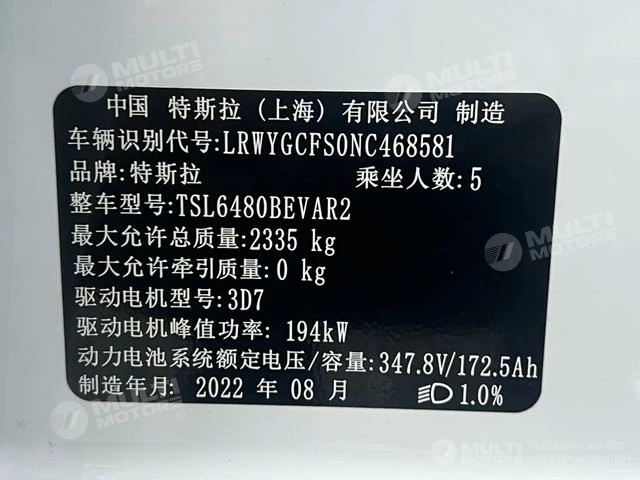 MULTI MOTORS
MULTI MOTORS
中国 特斯拉 (上海) 有限公司 制造
车辆识别代号:LRWYGCFS0NC468581
品牌:特斯拉 乘坐人数:5
整车型号:TSL6480BEVAR2
最大允许总质量:2335 kg
最大允许牵引质量:0 kg
驱动电机型号:3D7
驱动电机峰值功率: 194kW
动力电池系统额定电压/容量:347.8V/172.5Ah
制造年月: 2022 年 08 月 1.0%
MULTI MOTORS
MULTI MOTORS
MULTI MOTORS
ОНЛАЙН-КАТАЛОГ
ЭЛЕКТРОМОБИЛЕЙ